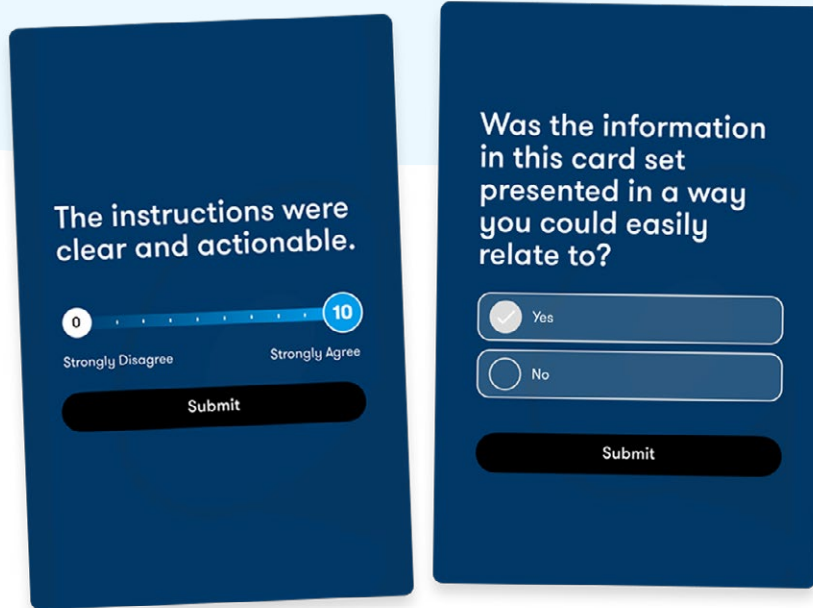 The instructions were
clear and actionable.
0
10
Strongly Disagree
Strongly Agree
Submit
Was the information
in this card set
presented in a way
you could easily
relate to?
Yes
No
Submit